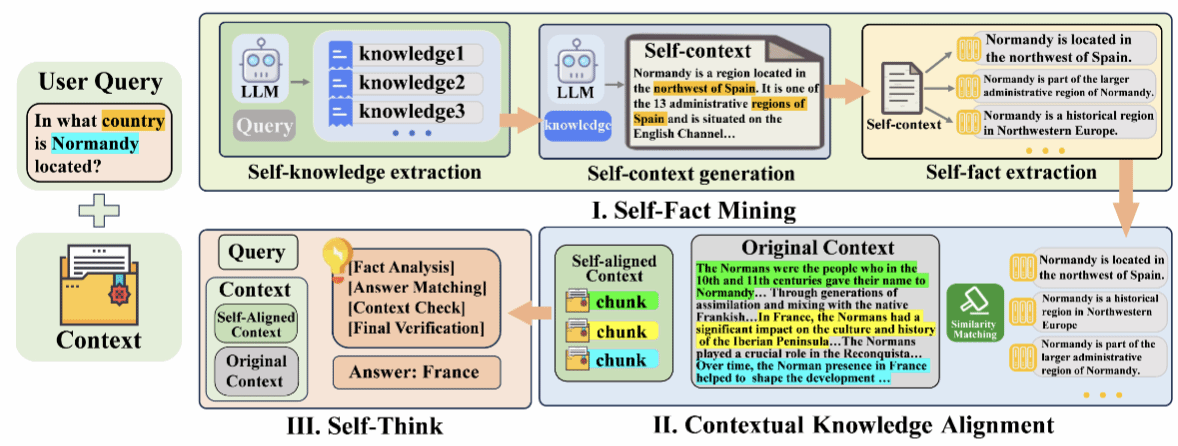 User Query
In what country
is Normandy
located?
Context
LLM
Query
knowledge1
knowledge2
knowledge3
Self-knowledge extraction
LLM
knowledge
Self-context
Normandy is a region located in
the northwest of Spain. It is one of
the 13 administrative regions of
Spain and is situated on the
English Channel…
Self-context generation
Self-context
Normandy is located in
the northwest of Spain.
Normandy is part of the larger
administrative region of Normandy.
Normandy is a historical region
in Northwestern Europe.
Self-fact extraction
I. Self-Fact Mining
Query
Context
Self-Aligned
Context
Original
Context
[Fact Analysis]
[Answer Matching]
[Context Check]
[Final Verification]
Answer: France
III. Self-Think
Self-aligned
Context
chunk
chunk
chunk
Original Context
The Normans were the people who in the
10th and 11th centuries gave their name to
Normandy… Through generations of
assimilation and mixing with the native
Frankish…In France, the Normans had a
significant impact on the culture and history
of the Iberian Peninsula…The Normans
played a crucial role in the Reconquista…
Over time, the Norman presence in France
helped to shape the development …
Similarity
Matching
Normandy is located in
the northwest of Spain.
Normandy is a historical
region in Northwestern
Europe
Normandy is part of the
larger administrative
region of Normandy.
II. Contextual Knowledge Alignment